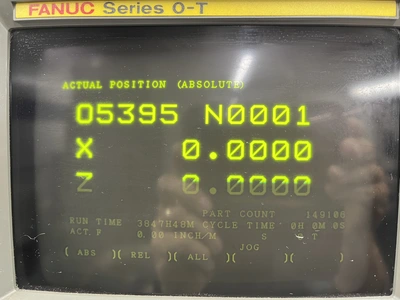 FANUC Series O-T
ACTUAL POSITION (ABSOLUTE)
O5395 N0001
X 0.0000
Z 0.0000
PART COUNT 149106
RUN TIME 3847H48M CYCLE TIME 0H 0M 0S
ACT.F 0.00 INCH/M S T
JOG
[ ABS )( REL )( ALL )( )( )